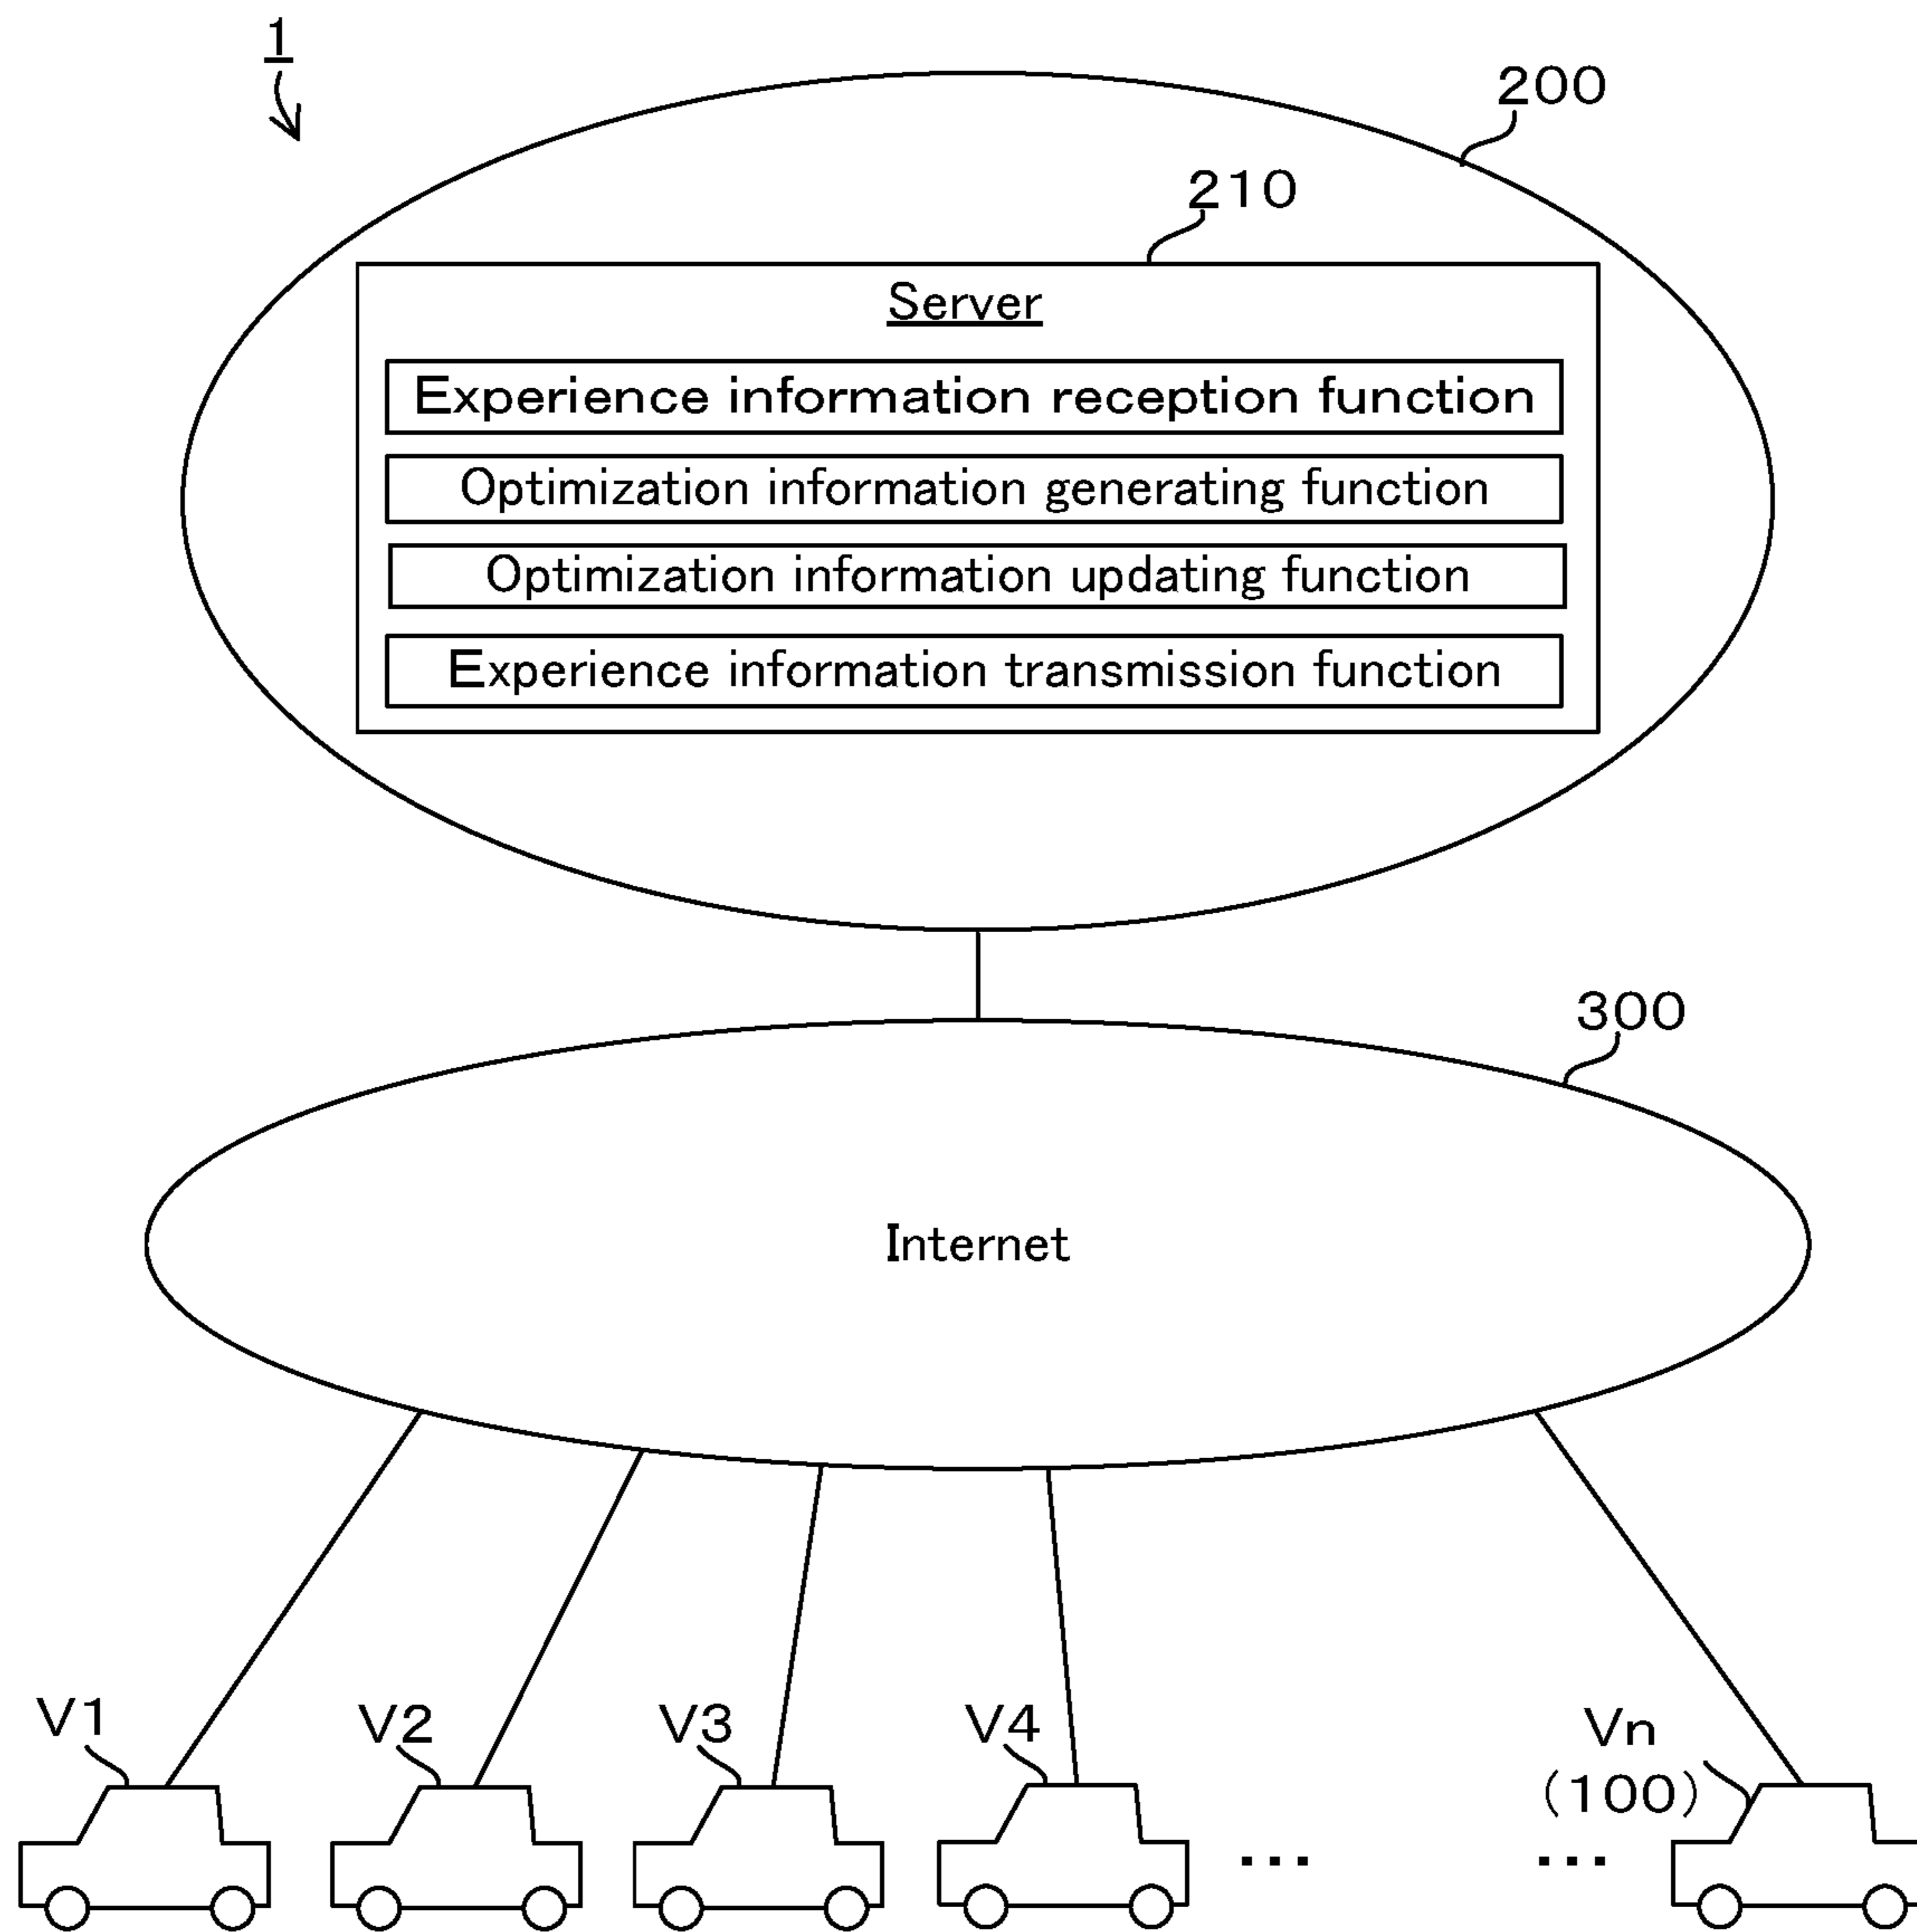 1
200
210
Server
Experience information reception function
Optimization information generating function
Optimization information updating function
Experience information transmission function
300
Internet
V1
V2
V3
V4
Vn
(100)
... ...